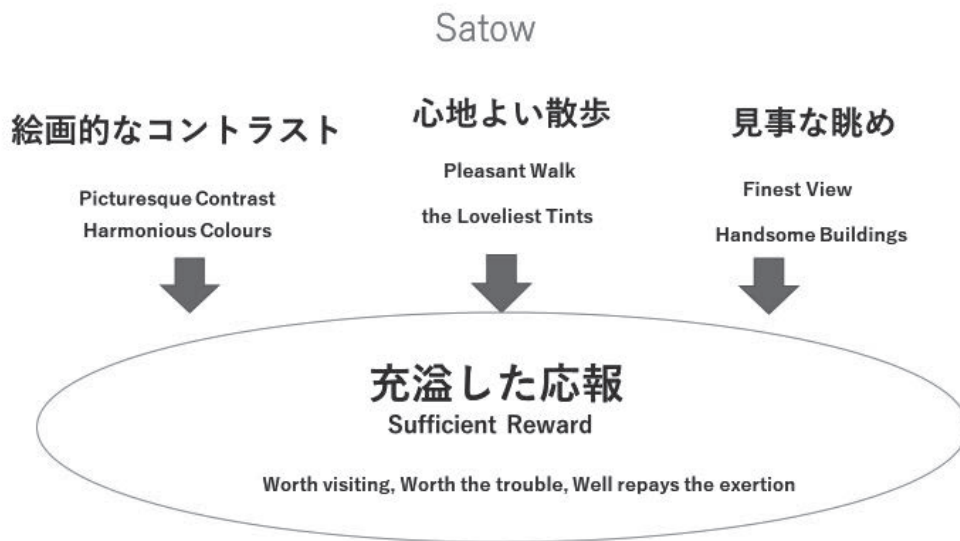 Satow
絵画的なコントラスト
Picturesque Contrast
Harmonious Colours
心地よい散歩
Pleasant Walk
the Loveliest Tints
見事な眺め
Finest View
Handsome Buildings
充溢した応報
Sufficient Reward
Worth visiting, Worth the trouble, Well repays the exertion